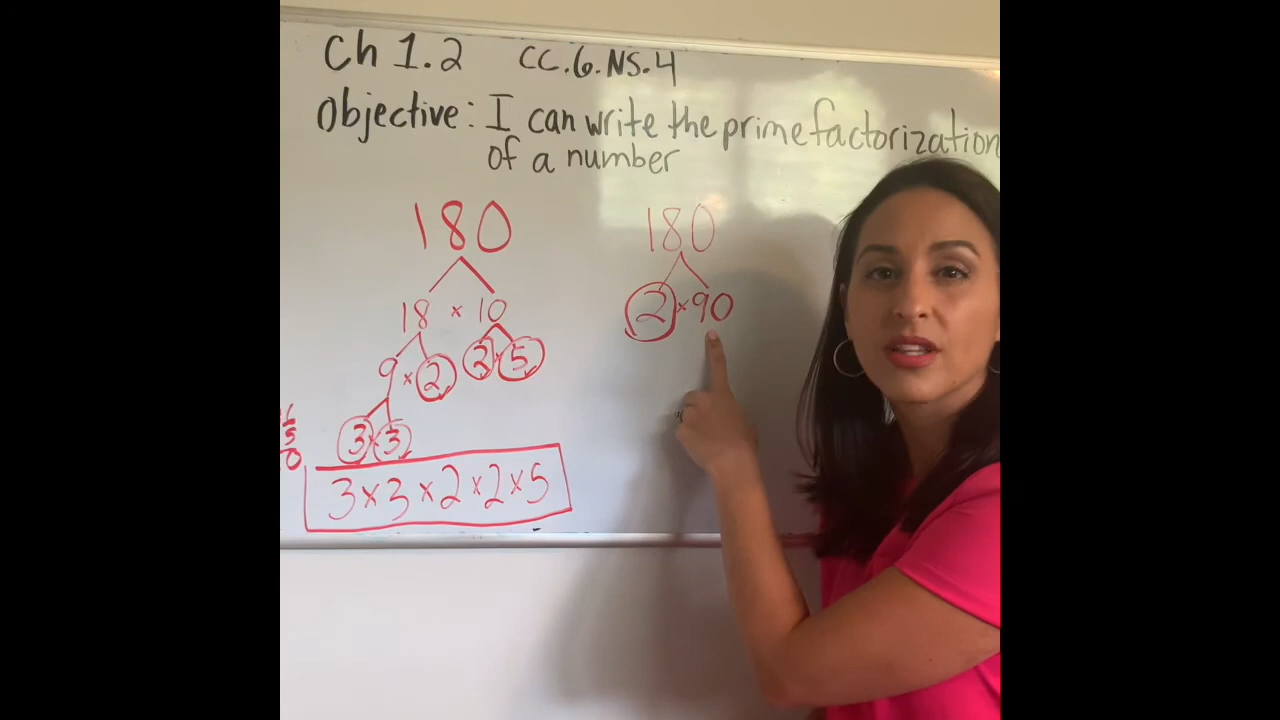 Ch 1.2 CC.6.NS.4
Objective: I can write the prime factorization
of a number
180
18 × 10
9 × 2 2 · 5
3 · 3
3 × 3 × 2 × 2 × 5
180
2 × 90